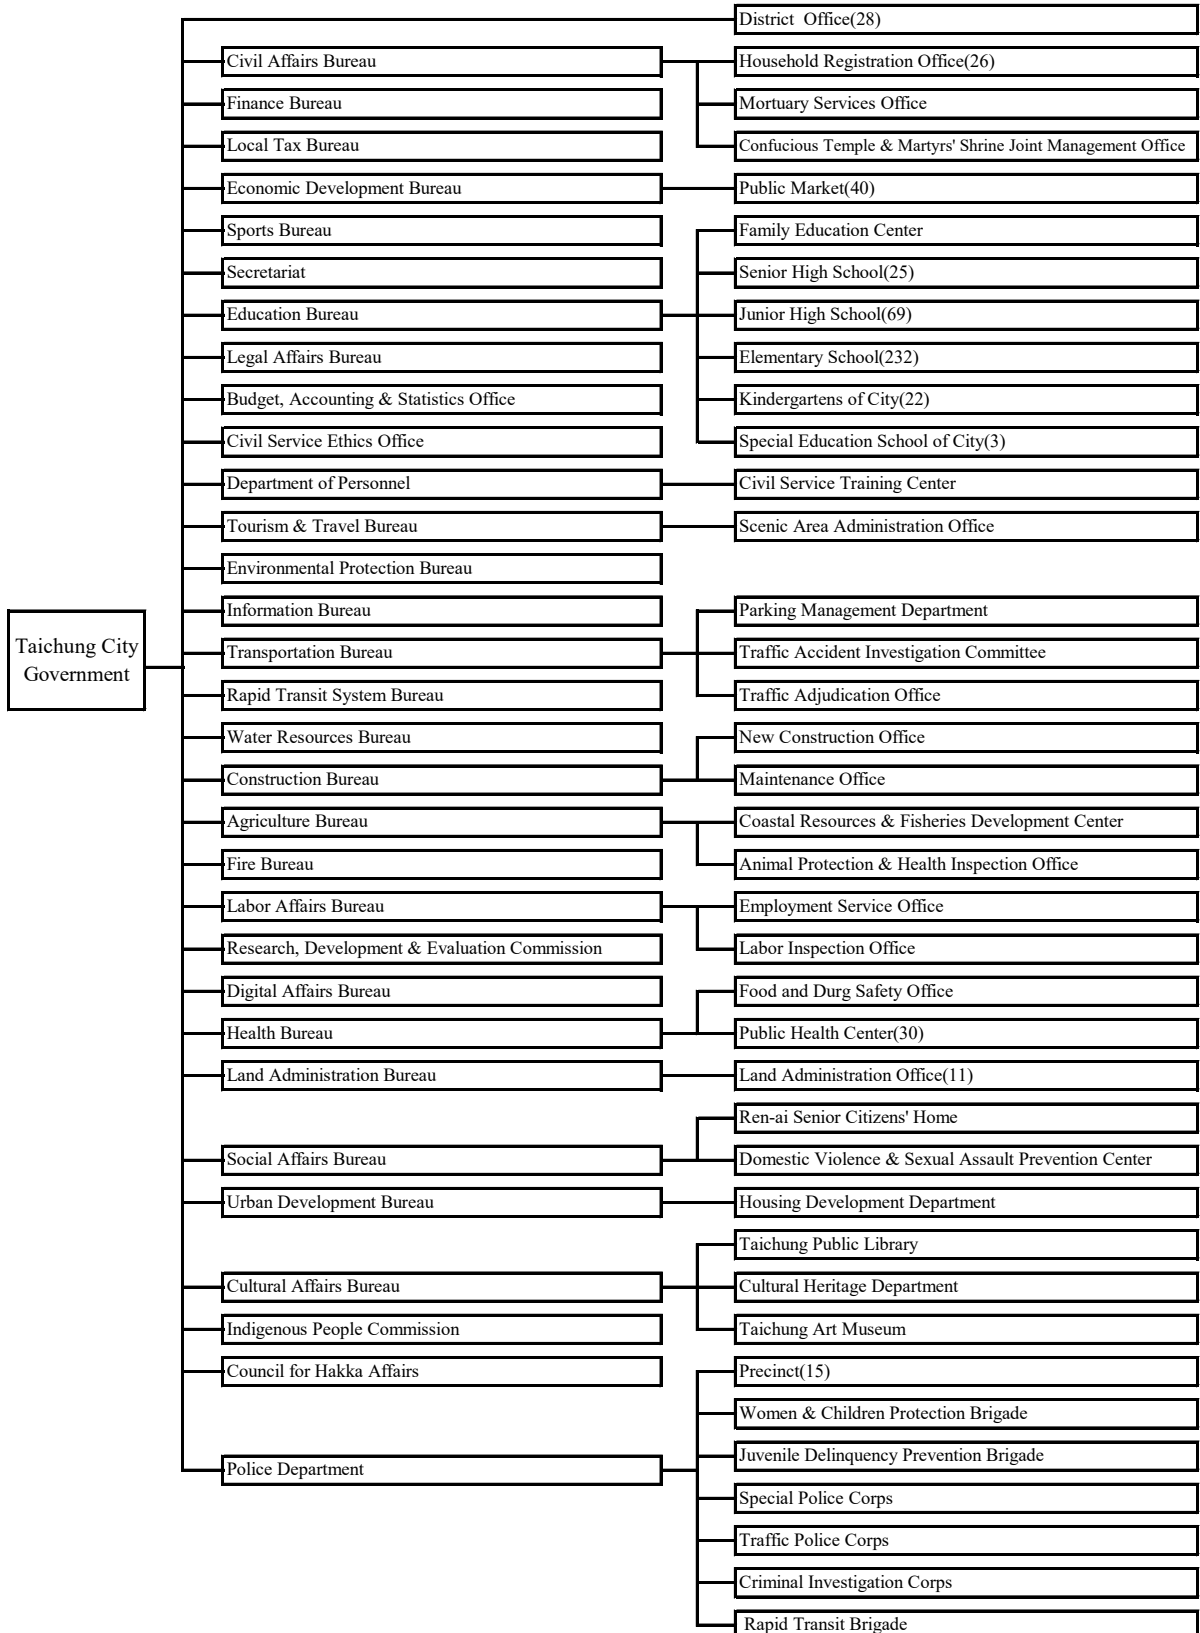 District  Office(28)
Civil Affairs Bureau
Household Registration Office(26)
Finance Bureau
Mortuary Services Office
Local Tax Bureau
Confucious Temple & Martyrs' Shrine Joint Management Office
Economic Development Bureau
Public Market(40)
Sports Bureau
Family Education Center
Secretariat
Senior High School(25)
Education Bureau
Junior High School(69)
Legal Affairs Bureau
Elementary School(232)
Budget, Accounting & Statistics Office
Kindergartens of City(22)
Civil Service Ethics Office
Special Education School of City(3)
Department of Personnel
Civil Service Training Center
Tourism & Travel Bureau
Scenic Area Administration Office
Environmental Protection Bureau
Information Bureau
Parking Management Department
Taichung City
Government
Transportation Bureau
Traffic Accident Investigation Committee
Rapid Transit System Bureau
Traffic Adjudication Office
Water Resources Bureau
New Construction Office
Construction Bureau
Maintenance Office
Agriculture Bureau
Coastal Resources & Fisheries Development Center
Fire Bureau
Animal Protection & Health Inspection Office
Labor Affairs Bureau
Employment Service Office
Research, Development & Evaluation Commission
Labor Inspection Office
Digital Affairs Bureau
Food and Durg Safety Office
Health Bureau
Public Health Center(30)
Land Administration Bureau
Land Administration Office(11)
Ren-ai Senior Citizens' Home
Social Affairs Bureau
Domestic Violence & Sexual Assault Prevention Center
Urban Development Bureau
Housing Development Department
Taichung Public Library
Cultural Affairs Bureau
Cultural Heritage Department
Indigenous People Commission
Taichung Art Museum
Council for Hakka Affairs
Precinct(15)
Women & Children Protection Brigade
Juvenile Delinquency Prevention Brigade
Police Department
Special Police Corps
Traffic Police Corps
Criminal Investigation Corps
Rapid Transit Brigade